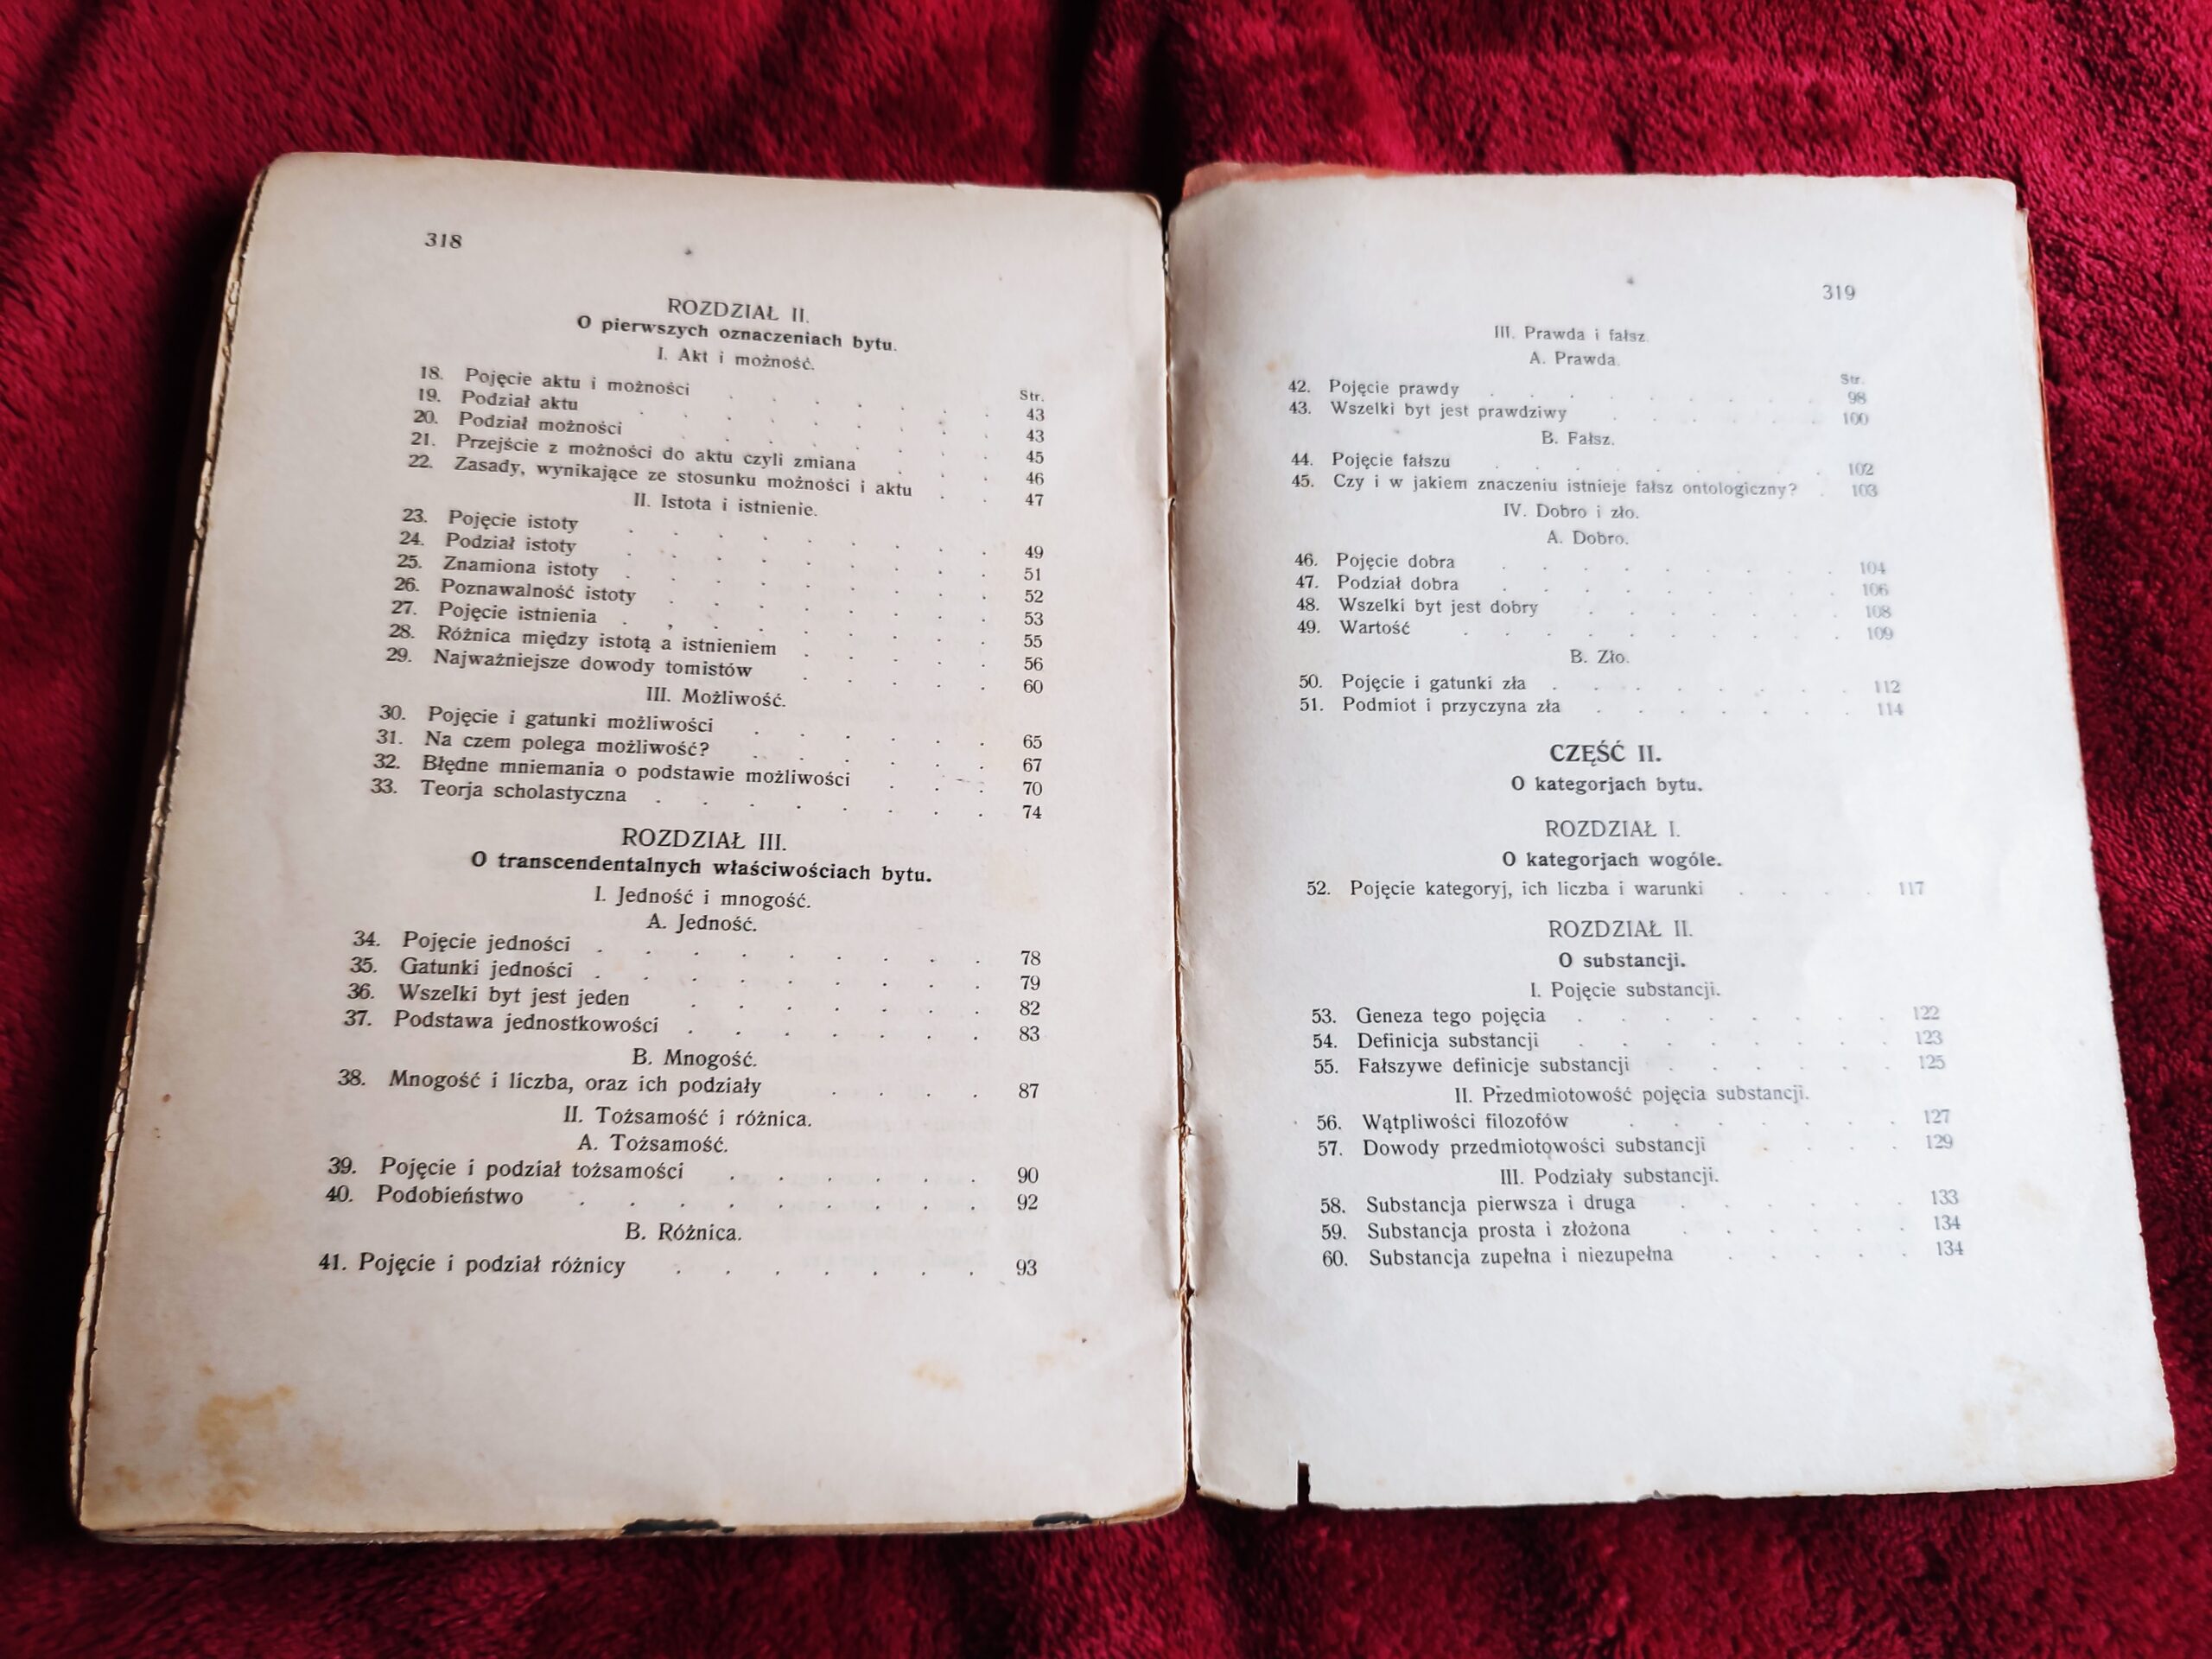 318
ROZDZIAŁ II.
O pierwszych oznaczeniach bytu.
I. Akt i możność.
Str.
18. Pojęcie aktu i możności . . . . . . . 43
19. Podział aktu . . . . . . . . . 43
20. Podział możności . . . . . . . . 45
21. Przejście z możności do aktu czyli zmiana . . . 46
22. Zasady, wynikające ze stosunku możności i aktu . . 47
II. Istota i istnienie.
23. Pojęcie istoty . . . . . . . . . 49
24. Podział istoty . . . . . . . . . 51
25. Znamiona istoty . . . . . . . . . 52
26. Poznawalność istoty . . . . . . . . 53
27. Pojęcie istnienia . . . . . . . . . 55
28. Różnica między istotą a istnieniem . . . . . 56
29. Najważniejsze dowody tomistów . . . . . 60
III. Możliwość.
30. Pojęcie i gatunki możliwości . . . . . . 65
31. Na czem polega możliwość? . . . . . . 67
32. Błędne mniemania o podstawie możliwości . . . 70
33. Teorja scholastyczna . . . . . . . . 74
ROZDZIAŁ III.
O transcendentalnych właściwościach bytu.
I. Jedność i mnogość.
A. Jedność.
34. Pojęcie jedności . . . . . . . . . 78
35. Gatunki jedności . . . . . . . . . 79
36. Wszelki byt jest jeden . . . . . . . 82
37. Podstawa jednostkowości . . . . . . . 83
B. Mnogość.
38. Mnogość i liczba, oraz ich podziały . . . . 87
II. Tożsamość i różnica.
A. Tożsamość.
39. Pojęcie i podział tożsamości . . . . . . 90
40. Podobieństwo . . . . . . . . . 92
B. Różnica.
41. Pojęcie i podział różnicy . . . . . . . 93
319
III. Prawda i fałsz.
A. Prawda.
Str.
42. Pojęcie prawdy . . . . . . . . 98
43. Wszelki byt jest prawdziwy . . . . . 100
B. Fałsz.
44. Pojęcie fałszu . . . . . . . . 102
45. Czy i w jakiem znaczeniu istnieje fałsz ontologiczny? . 103
IV. Dobro i zło.
A. Dobro.
46. Pojęcie dobra . . . . . . . . . 104
47. Podział dobra . . . . . . . . . 106
48. Wszelki byt jest dobry . . . . . . . 108
49. Wartość . . . . . . . . . . 109
B. Zło.
50. Pojęcie i gatunki zła . . . . . . . . 112
51. Podmiot i przyczyna zła . . . . . . . 114
CZĘŚĆ II.
O kategorjach bytu.
ROZDZIAŁ I.
O kategorjach wogóle.
52. Pojęcie kategoryj, ich liczba i warunki . . . . 117
ROZDZIAŁ II.
O substancji.
I. Pojęcie substancji.
53. Geneza tego pojęcia . . . . . . . . 122
54. Definicja substancji . . . . . . . . 123
55. Fałszywe definicje substancji . . . . . . 125
II. Przedmiotowość pojęcia substancji.
56. Wątpliwości filozofów . . . . . . . 127
57. Dowody przedmiotowości substancji . . . . 129
III. Podziały substancji.
58. Substancja pierwsza i druga . . . . . . 133
59. Substancja prosta i złożona . . . . . . 134
60. Substancja zupełna i niezupełna . . . . . 134